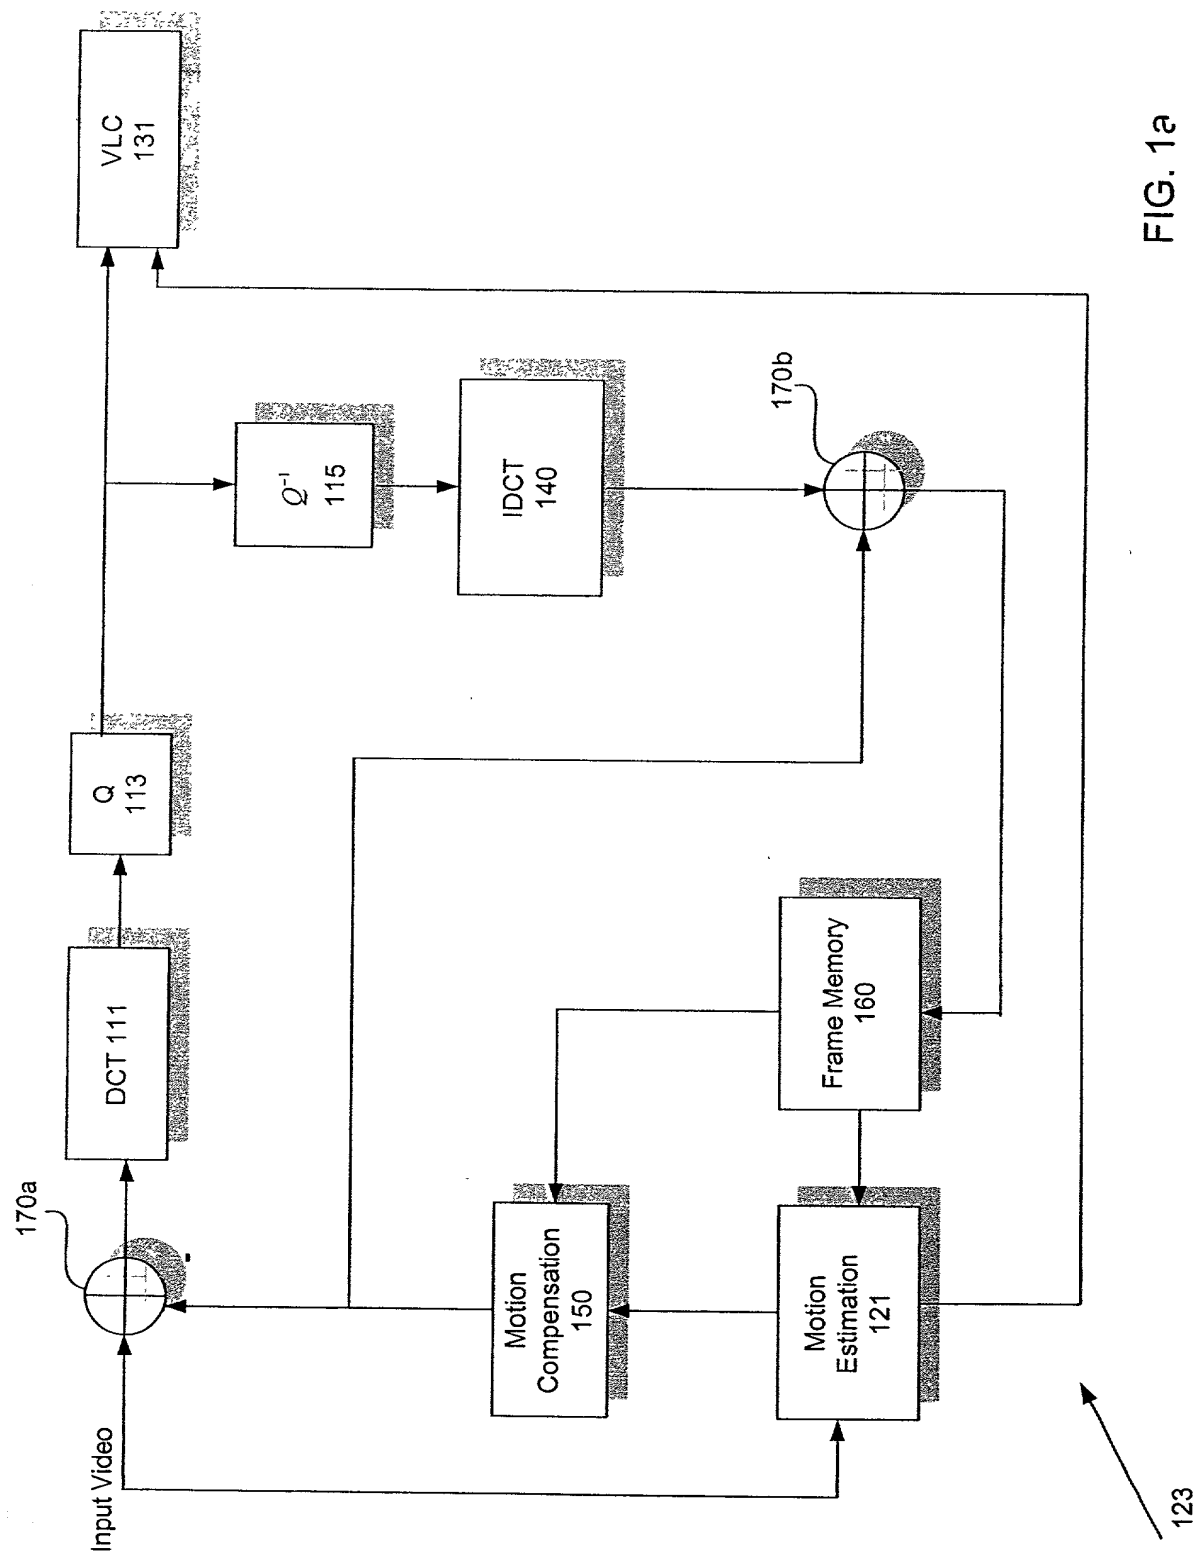 Input Video
170a
DCT 111
Q
113
VLC
131
Q⁻¹
115
IDCT
140
170b
Motion
Compensation
150
Frame Memory
160
Motion
Estimation
121
123
FIG. 1a